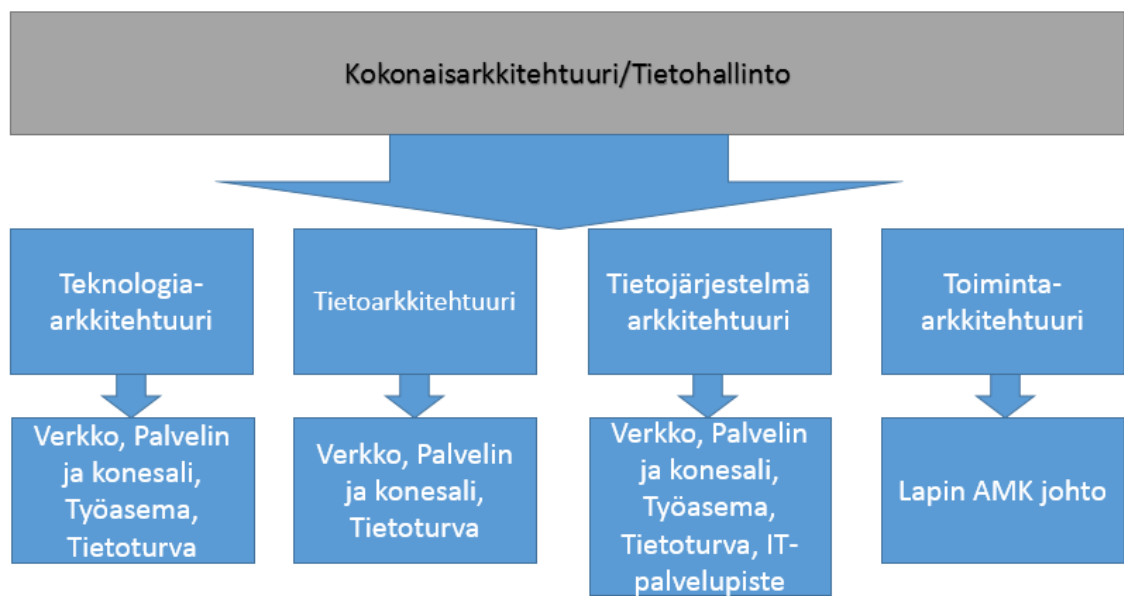 Kokonaisarkkitehtuuri/Tietohallinto
Teknologia-
arkkitehtuuri
Tietoarkkitehtuuri
Tietojärjestelmä
arkkitehtuuri
Toiminta-
arkkitehtuuri
Verkko, Palvelin
ja konesali,
Työasema,
Tietoturva
Verkko, Palvelin
ja konesali,
Tietoturva
Verkko, Palvelin
ja konesali,
Työasema,
Tietoturva, IT-
palvelupiste
Lapin AMK johto